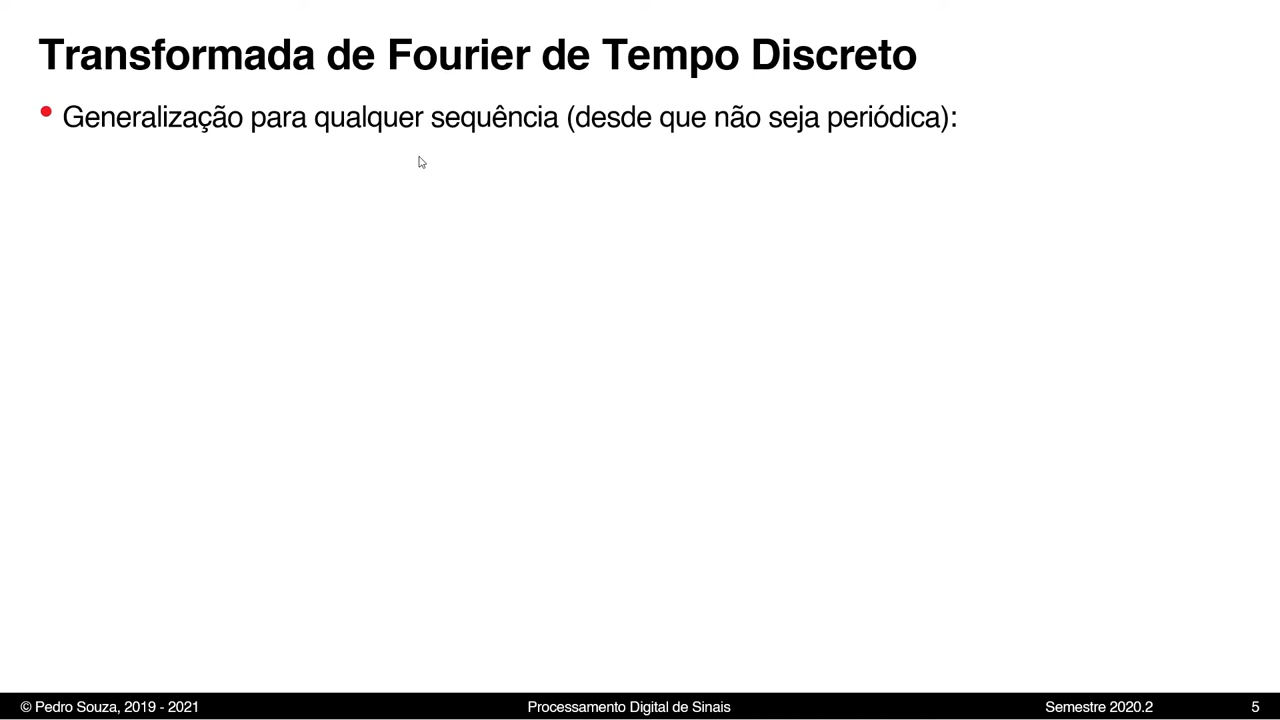 Transformada de Fourier de Tempo Discreto
• Generalização para qualquer sequência (desde que não seja periódica):
© Pedro Souza, 2019 - 2021
Processamento Digital de Sinais
Semestre 2020.2
5